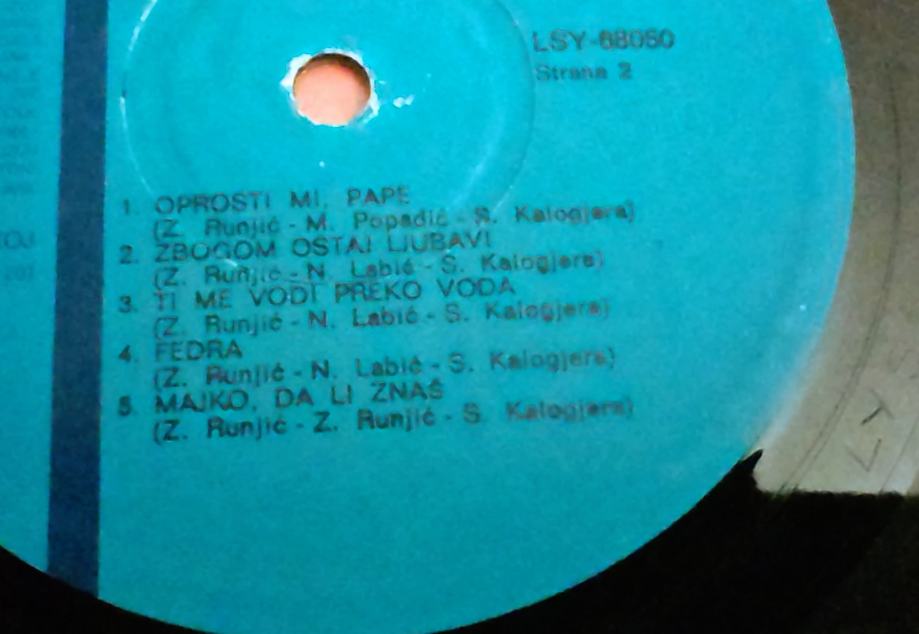 LSY-68060
Strana 2
1. OPROSTI MI, PAPE
(Z. Runjić - M. Popadić - S. Kalogjera)
2. ZBOGOM OSTAJ LJUBAVI
(Z. Runjić - N. Labić - S. Kalogjera)
3. TI ME VODI PREKO VODA
(Z. Runjić - N. Labić - S. Kalogjera)
4. FEDRA
(Z. Runjić - N. Labić - S. Kalogjera)
5. MAJKO, DA LI ZNAŠ
(Z. Runjić - Z. Runjić - S. Kalogjera)